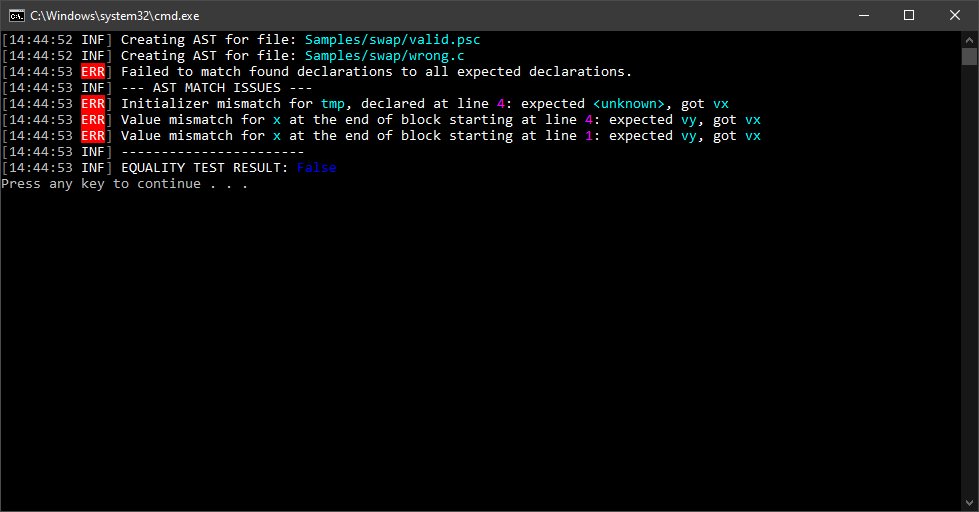 C:\Windows\system32\cmd.exe
[14:44:52 INF] Creating AST for file: Samples/swap/valid.psc
[14:44:52 INF] Creating AST for file: Samples/swap/wrong.c
[14:44:53 ERR] Failed to match found declarations to all expected declarations.
[14:44:53 INF] --- AST MATCH ISSUES ---
[14:44:53 ERR] Initializer mismatch for tmp, declared at line 4: expected <unknown>, got vx
[14:44:53 ERR] Value mismatch for x at the end of block starting at line 4: expected vy, got vx
[14:44:53 ERR] Value mismatch for x at the end of block starting at line 1: expected vy, got vx
[14:44:53 INF] -----------------------
[14:44:53 INF] EQUALITY TEST RESULT: False
Press any key to continue . . .